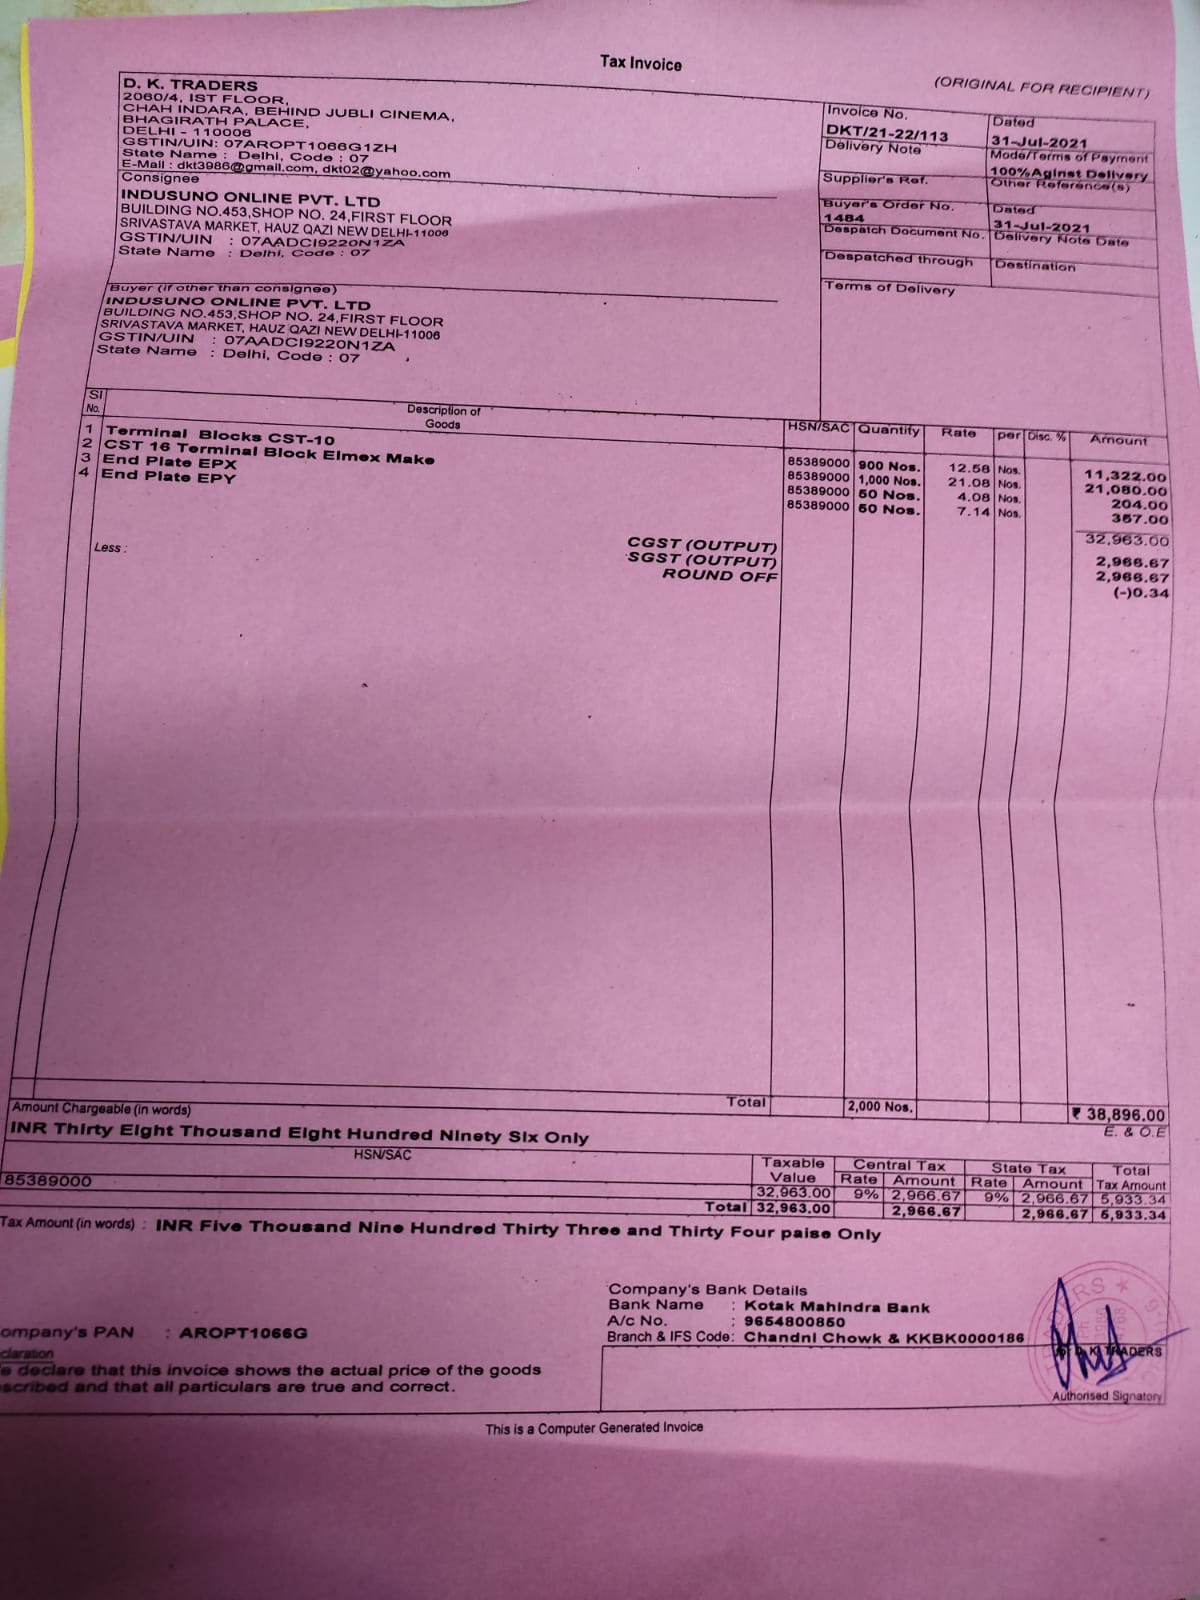 Tax Invoice
(ORIGINAL FOR RECIPIENT)
D. K. TRADERS
2060/4, IST FLOOR,
CHAH INDARA, BEHIND JUBLI CINEMA,
BHAGIRATH PALACE,
DELHI - 110006
GSTIN/UIN: 07AROPT1066G1ZH
State Name : Delhi, Code : 07
E-Mail : dkt3986@gmail.com, dkt02@yahoo.com
Invoice No.
DKT/21-22/113
Dated
31-Jul-2021
Delivery Note
Mode/Terms of Payment
100%Aginst Delivery
Supplier's Ref.
Other Reference(s)
Buyer's Order No.
1484
Dated
31-Jul-2021
Despatch Document No.
Delivery Note Date
Despatched through
Destination
Terms of Delivery
Consignee
INDUSUNO ONLINE PVT. LTD
BUILDING NO.453,SHOP NO. 24,FIRST FLOOR
SRIVASTAVA MARKET, HAUZ QAZI NEW DELHI-11006
GSTIN/UIN : 07AADCI9220N1ZA
State Name : Delhi, Code : 07
Buyer (if other than consignee)
INDUSUNO ONLINE PVT. LTD
BUILDING NO.453,SHOP NO. 24,FIRST FLOOR
SRIVASTAVA MARKET, HAUZ QAZI NEW DELHI-11006
GSTIN/UIN : 07AADCI9220N1ZA
State Name : Delhi, Code : 07
Sl No. Description of Goods HSN/SAC Quantity Rate per Disc. % Amount
1 Terminal Blocks CST-10 85389000 900 Nos. 12.58 Nos. 11,322.00
2 CST 16 Terminal Block Elmex Make 85389000 1,000 Nos. 21.08 Nos. 21,080.00
3 End Plate EPX 85389000 50 Nos. 4.08 Nos. 204.00
4 End Plate EPY 85389000 50 Nos. 7.14 Nos. 357.00
32,963.00
CGST (OUTPUT) 2,966.67
SGST (OUTPUT) 2,966.67
Less : ROUND OFF (-)0.34
Total 2,000 Nos. ₹ 38,896.00
Amount Chargeable (in words) E. & O.E
INR Thirty Eight Thousand Eight Hundred Ninety Six Only
HSN/SAC Taxable Value Central Tax State Tax Total Tax Amount
Rate Amount Rate Amount
85389000 32,963.00 9% 2,966.67 9% 2,966.67 5,933.34
Total 32,963.00 2,966.67 2,966.67 5,933.34
Tax Amount (in words) : INR Five Thousand Nine Hundred Thirty Three and Thirty Four paise Only
Company's Bank Details
Bank Name : Kotak Mahindra Bank
A/c No. : 9654800850
Branch & IFS Code: Chandni Chowk & KKBK0000186
ompany's PAN : AROPT1066G
claration
e declare that this invoice shows the actual price of the goods
scribed and that all particulars are true and correct.
K. TRADERS
Authorised Signatory
This is a Computer Generated Invoice